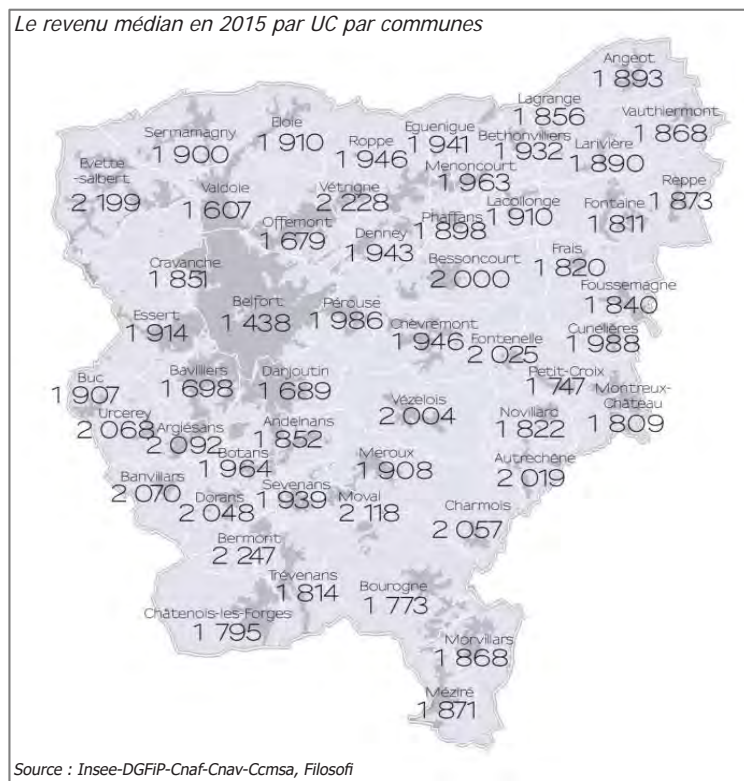 Le revenu médian en 2015 par UC par communes
Angeot
1 893
Lagrange
1 856
Vauthiermont
1 868
Eloie
1 910
Sermamagny
1 900
Roppe
1 946
Eguenigue
1 941
Bethonvilliers
1 932
Larivière
1 890
Menoncourt
1 963
Evette
-salbert
2 199
Valdoie
1 607
Vétrigne
2 228
Reppe
1 873
Lacollonge
1 910
Fontaine
1 811
Phaffans
1 898
Offemont
1 679
Denney
1 943
Bessoncourt
2 000
Frais
1 820
Cravanche
1 851
Foussemagne
1 840
Belfort
1 438
Pérouse
1 986
Essert
1 914
Chèvremont
1 946
Fontenelle
2 025
Cunelières
1 988
Bavilliers
1 698
Danjoutin
1 689
Petit-Croix
1 747
Buc
1 907
Montreux-
Château
1 809
Vézelois
2 004
Novillard
1 822
Urcerey
2 068
Argiésans
2 092
Andelnans
1 852
Botans
1 964
Meroux
1 908
Autrechêne
2 019
Banvillars
2 070
Sevenans
1 939
Dorans
2 048
Moval
2 118
Charmois
2 057
Bermont
2 247
Trévenans
1 814
Bourogne
1 773
Châtenois-les-Forges
1 795
Morvillars
1 868
Méziré
1 871
Source : Insee-DGFiP-Cnaf-Cnav-Ccmsa, Filosofi